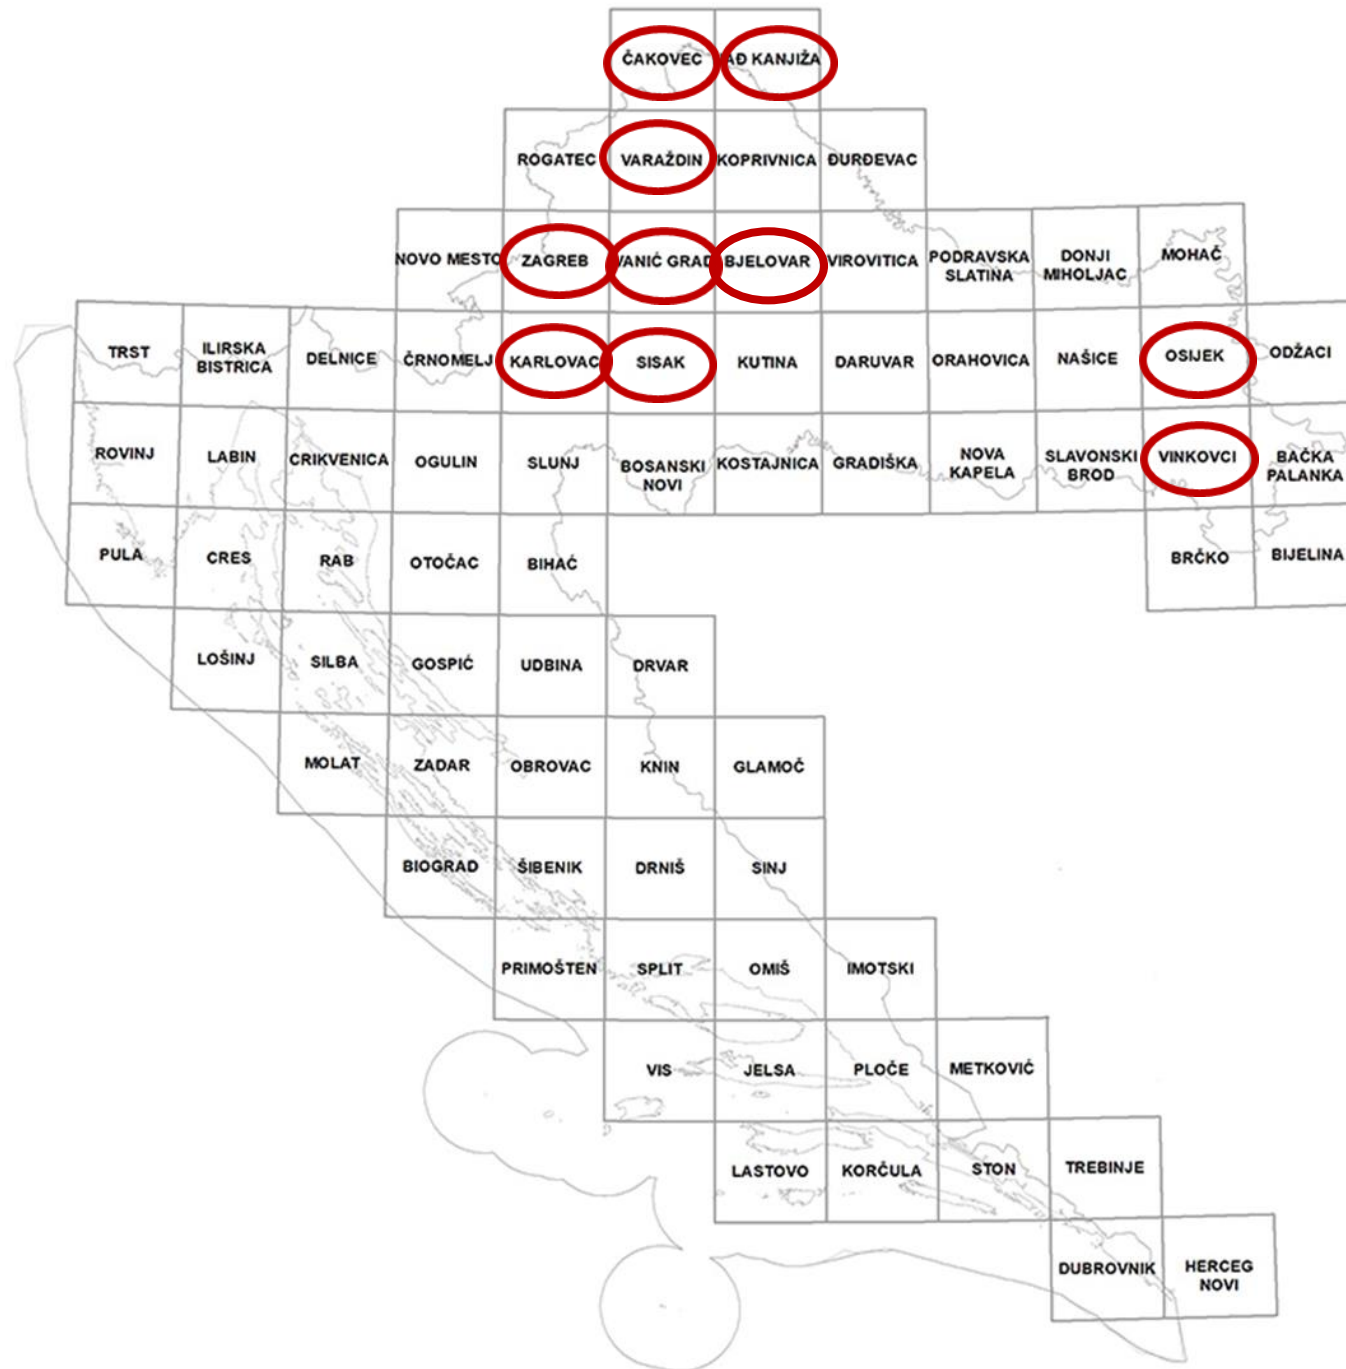 ČAKOVEC
AĐ KANJIŽA
ROGATEC
VARAŽDIN
KOPRIVNICA
ĐURĐEVAC
NOVO MESTO
ZAGREB
VANIĆ GRAD
BJELOVAR
VIROVITICA
PODRAVSKA
SLATINA
DONJI
MIHOLJAC
MOHAČ
TRST
ILIRSKA
BISTRICA
DELNICE
ČRNOMELJ
KARLOVAC
SISAK
KUTINA
DARUVAR
ORAHOVICA
NAŠICE
OSIJEK
ODŽACI
ROVINJ
LABIN
CRIKVENICA
OGULIN
SLUNJ
BOSANSKI
NOVI
KOSTAJNICA
GRADIŠKA
NOVA
KAPELA
SLAVONSKI
BROD
VINKOVCI
BAČKA
PALANKA
PULA
CRES
RAB
OTOČAC
BIHAĆ
BRČKO
BIJELINA
LOŠINJ
SILBA
GOSPIĆ
UDBINA
DRVAR
MOLAT
ZADAR
OBROVAC
KNIN
GLAMOČ
BIOGRAD
ŠIBENIK
DRNIŠ
SINJ
PRIMOŠTEN
SPLIT
OMIŠ
IMOTSKI
VIS
JELSA
PLOČE
METKOVIĆ
LASTOVO
KORČULA
STON
TREBINJE
DUBROVNIK
HERCEG
NOVI